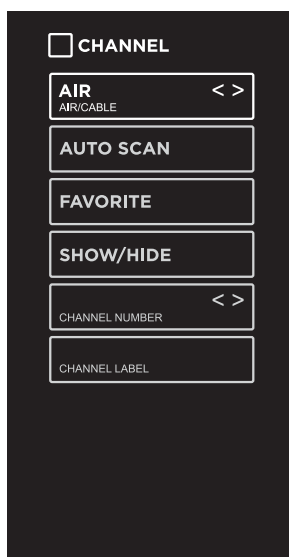 CHANNEL
AIR < >
AIR/CABLE
AUTO SCAN
FAVORITE
SHOW/HIDE
< >
CHANNEL NUMBER
CHANNEL LABEL